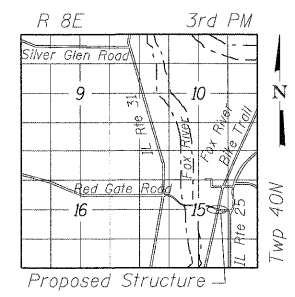 R 8E 3rd PM
Silver Glen Road
9 10
N
IL Rte 31
Fox River
Fox River
Bike Trail
Red Gate Road
16 15
IL Rte 25
Twp 40N
Proposed Structure